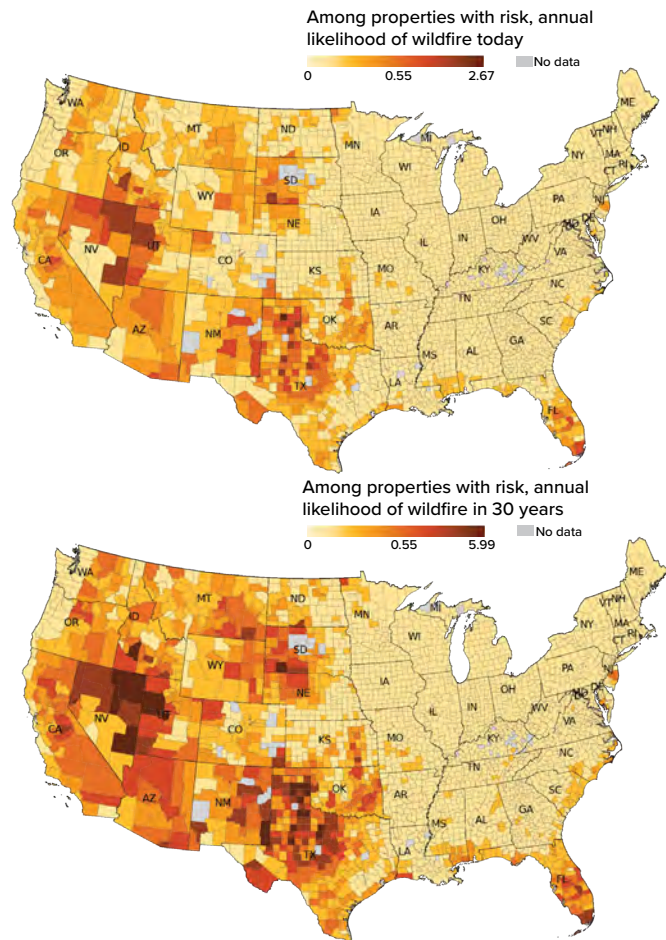 Among properties with risk, annual
likelihood of wildfire today
No data
0 0.55 2.67
WA
MT
ND
MN
MI
ME
OR
ID
SD
WI
VT NH
NY
MA
CT RI
WY
NE
IA
PA
NJ
NV
UT
CO
IL
IN
OH
MD DE
CA
KS
MO
KY
WV
VA
AZ
NM
OK
AR
TN
NC
TX
LA
MS
AL
GA
SC
FL
Among properties with risk, annual
likelihood of wildfire in 30 years
No data
0 0.55 5.99
WA
MT
ND
MN
MI
ME
OR
ID
SD
WI
VT NH
NY
MA
CT RI
WY
NE
IA
PA
NJ
NV
UT
CO
IL
IN
OH
MD DE
CA
KS
MO
KY
WV
VA
AZ
NM
OK
AR
TN
NC
TX
LA
MS
AL
GA
SC
FL